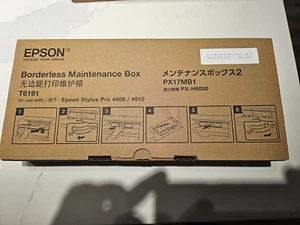 EPSON
EXCEED YOUR VISION
Borderless Maintenance Box
无边距打印维护箱
T6191
for use with / 用于: Epson Stylus Pro 4900 / 4910
メンテナンスボックス2
PX17MB1
適合機種 PX-H6000
1
2
3
4
5
6